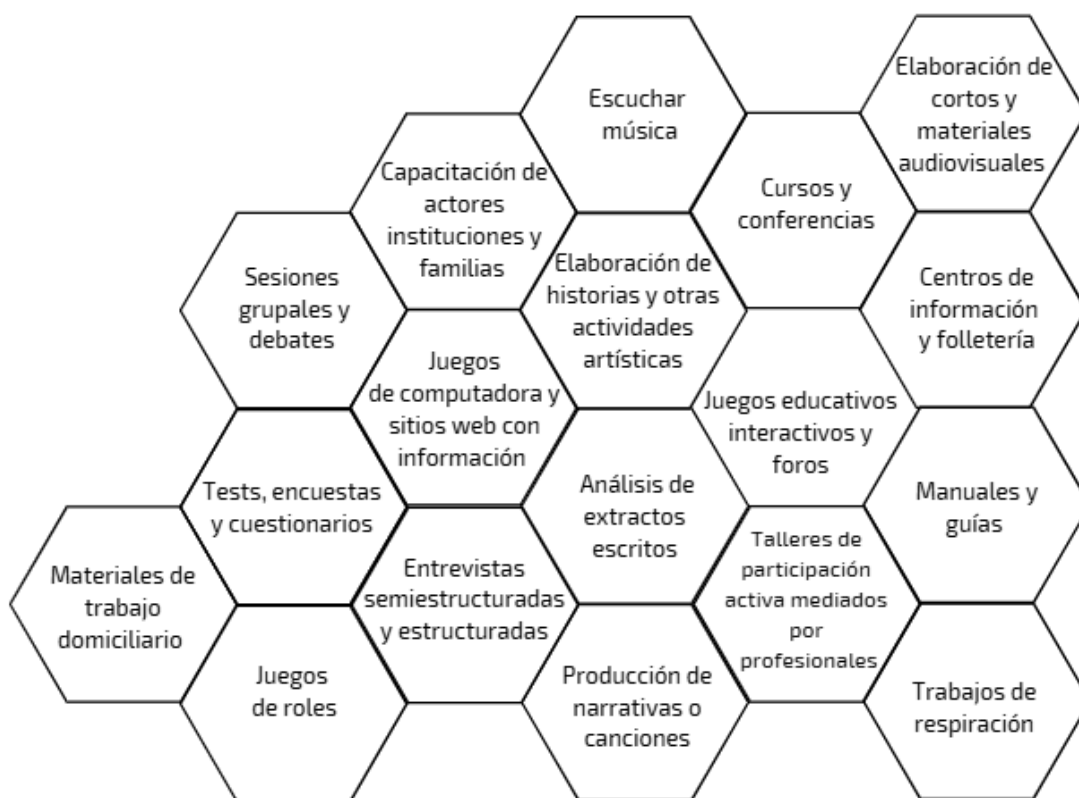 Escuchar
música
Elaboración de
cortos y
materiales
audiovisuales
Capacitación de
actores
instituciones y
familias
Cursos y
conferencias
Sesiones
grupales y
debates
Elaboración de
historias y otras
actividades
artísticas
Centros de
información
y folletería
Juegos
de computadora y
sitios web con
información
Juegos educativos
interactivos y
foros
Tests, encuestas
y cuestionarios
Análisis de
extractos
escritos
Manuales y
guías
Materiales de
trabajo
domiciliario
Entrevistas
semiestructuradas
y estructuradas
Talleres de
participación
activa mediados
por
profesionales
Juegos
de roles
Producción de
narrativas o
canciones
Trabajos de
respiración